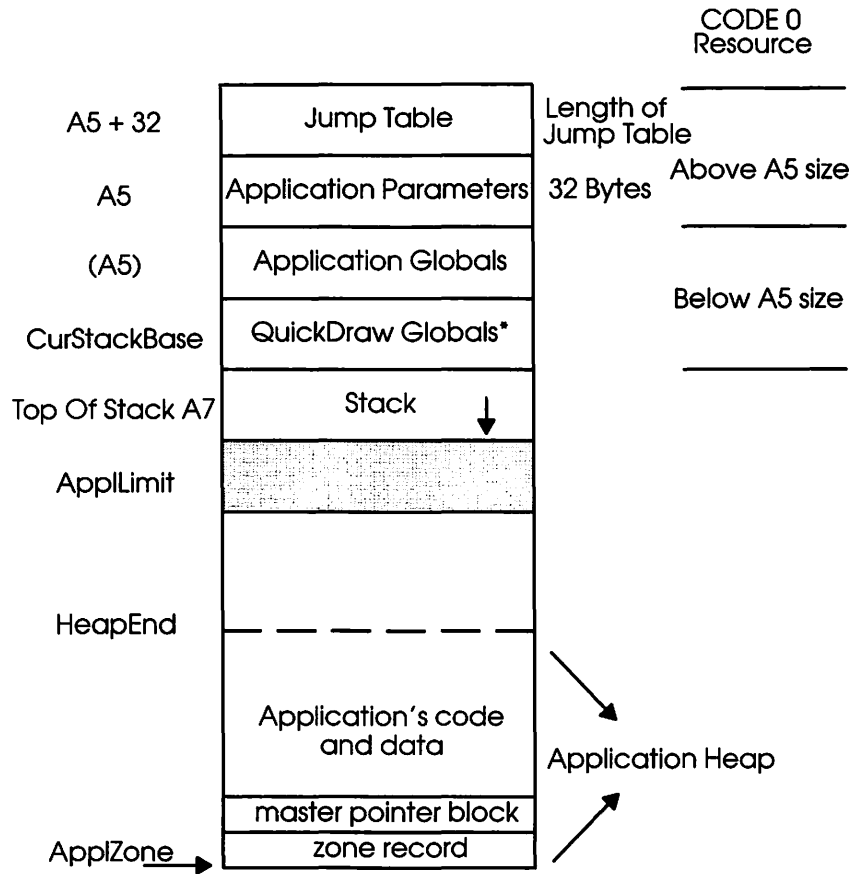 CODE 0
Resource
A5 + 32
Jump Table
Length of
Jump Table
Above A5 size
A5
Application Parameters
32 Bytes
(A5)
Application Globals
Below A5 size
CurStackBase
QuickDraw Globals*
Top Of Stack A7
Stack
ApplLimit
HeapEnd
Application's code
and data
Application Heap
master pointer block
ApplZone
zone record